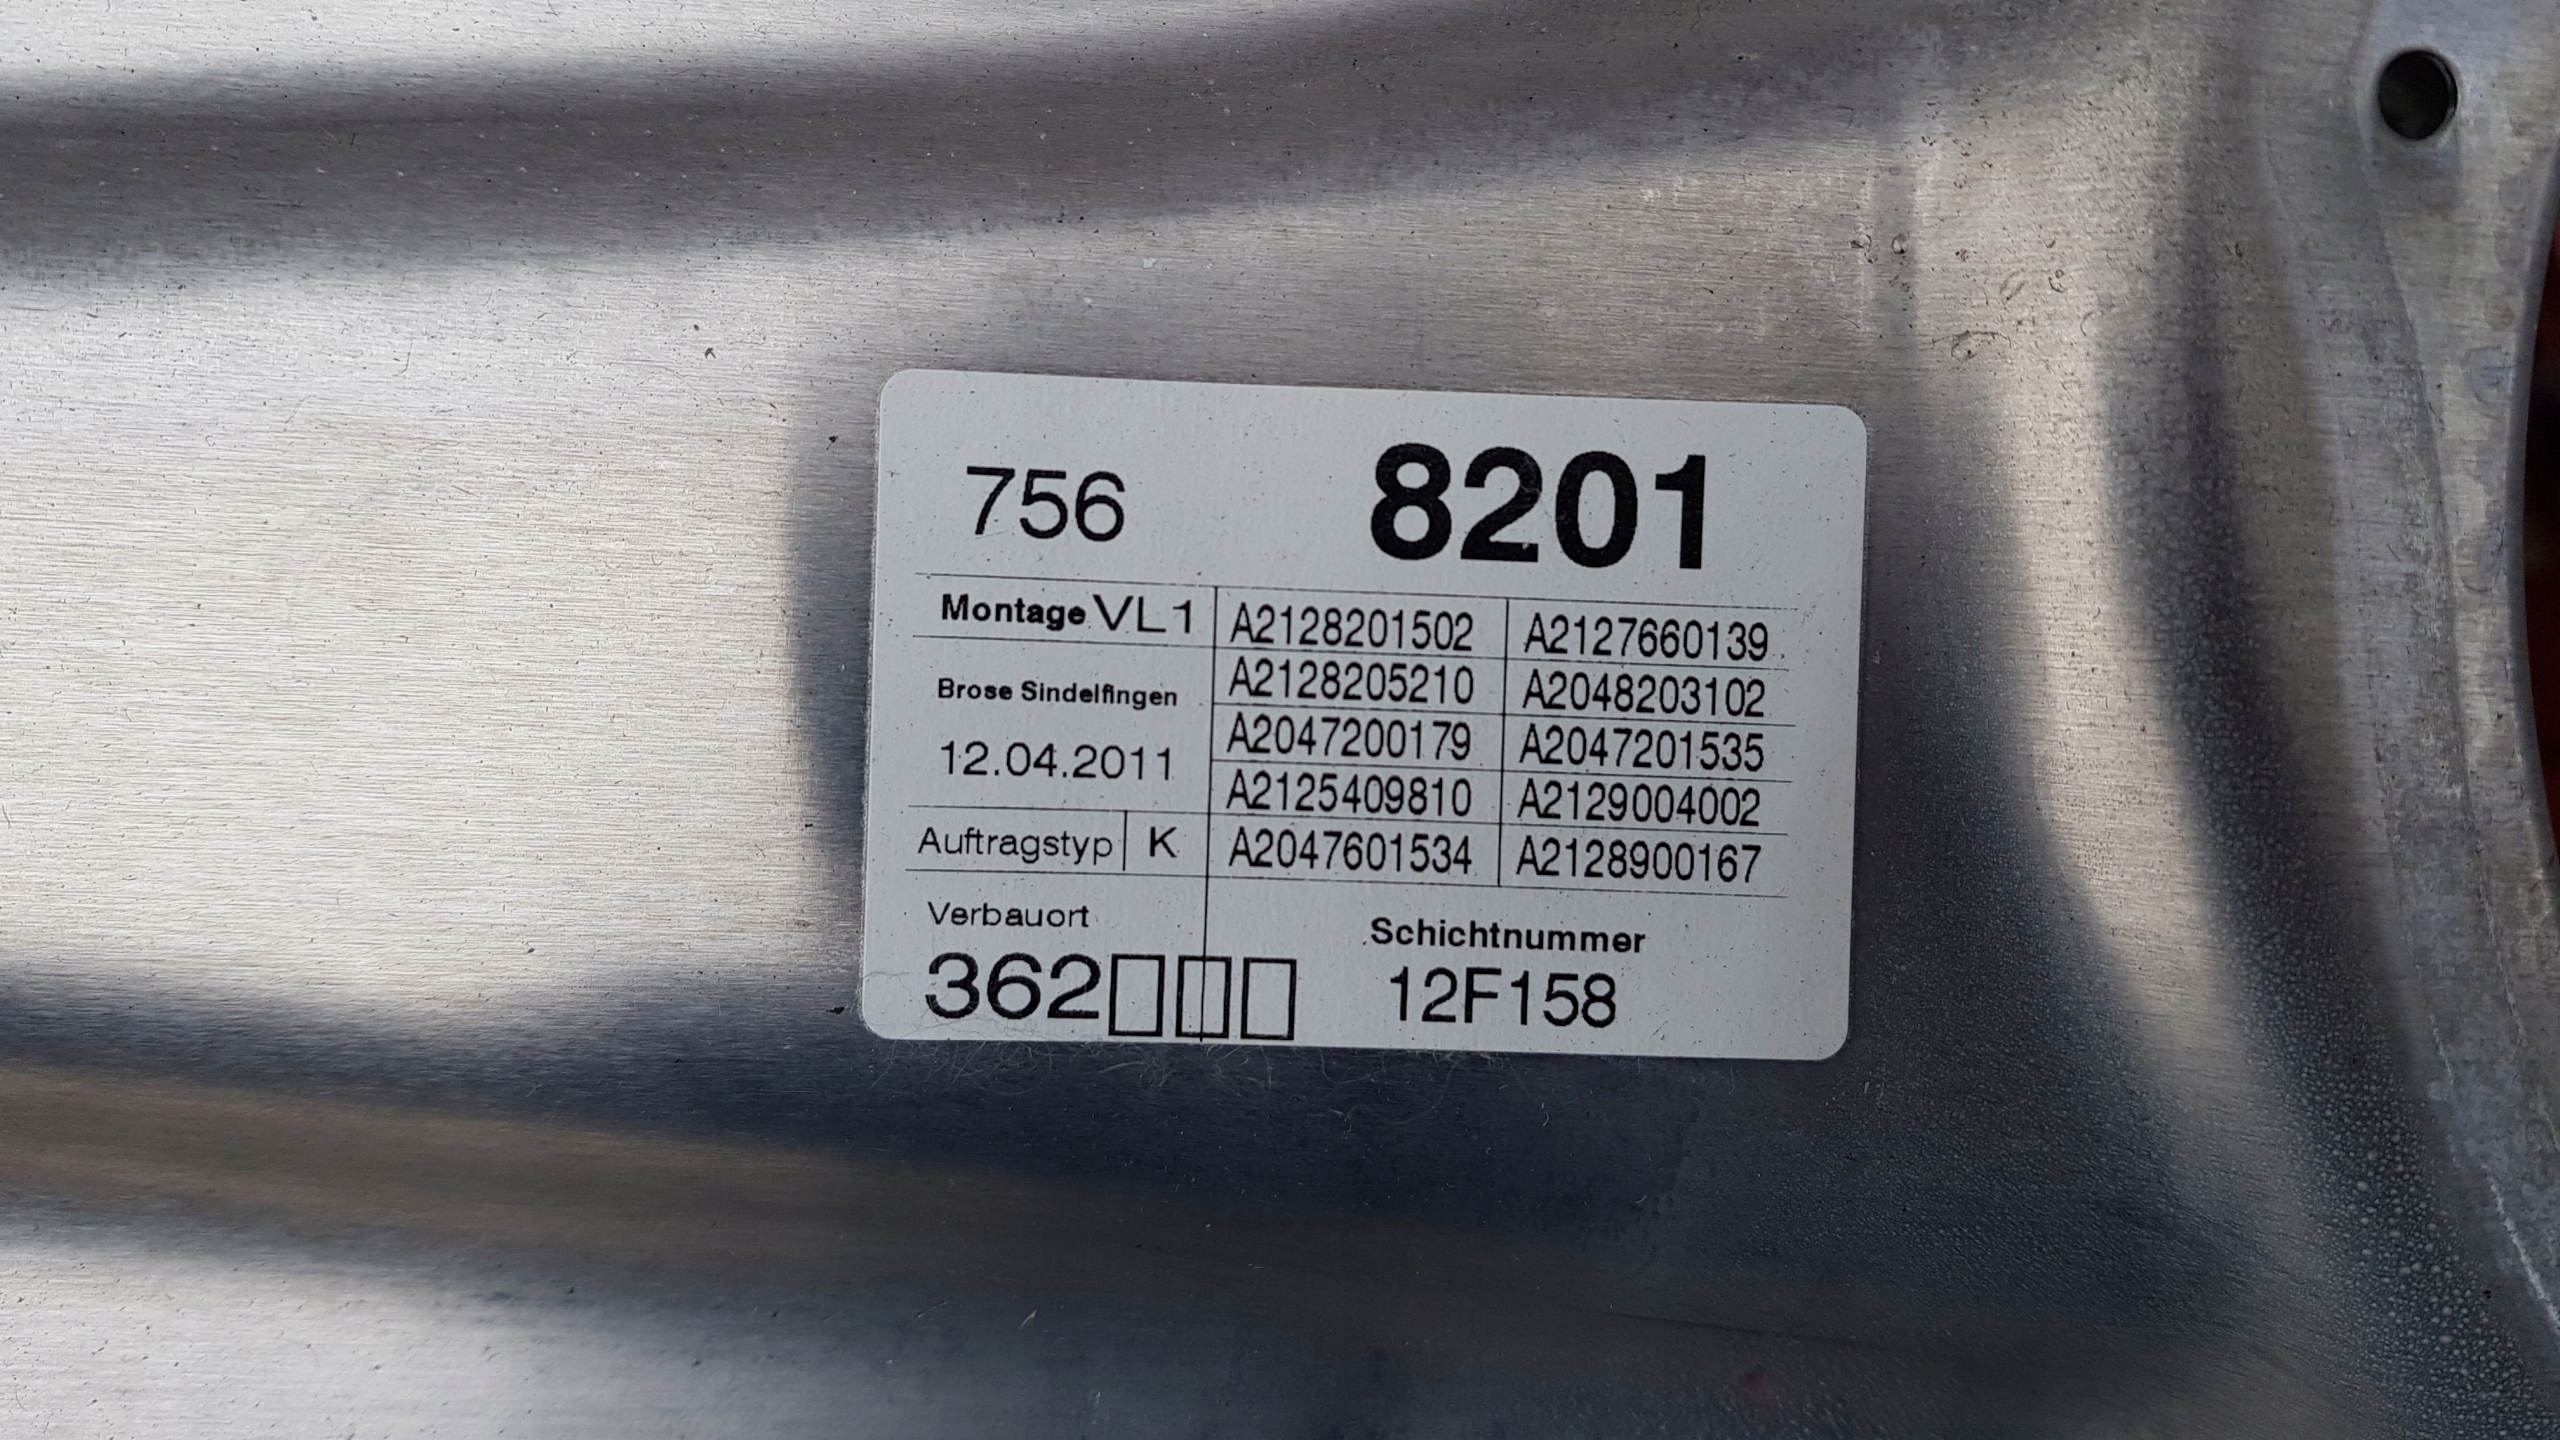 756 8201
Montage VL1 A2128201502 A2127660139
A2128205210 A2048203102
Brose Sindelfingen
A2047200179 A2047201535
12.04.2011
A2125409810 A2129004002
Auftragstyp K A2047601534 A2128900167
Verbauort Schichtnummer
362□□□ 12F158